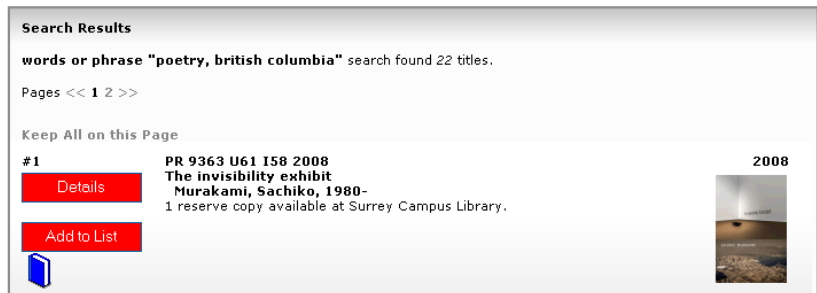 Search Results
words or phrase "poetry, british columbia" search found 22 titles.
Pages << 1 2 >>
Keep All on this Page
#1
PR 9363 U61 I58 2008
2008
Details
The invisibility exhibit
Murakami, Sachiko, 1980-
1 reserve copy available at Surrey Campus Library.
Add to List